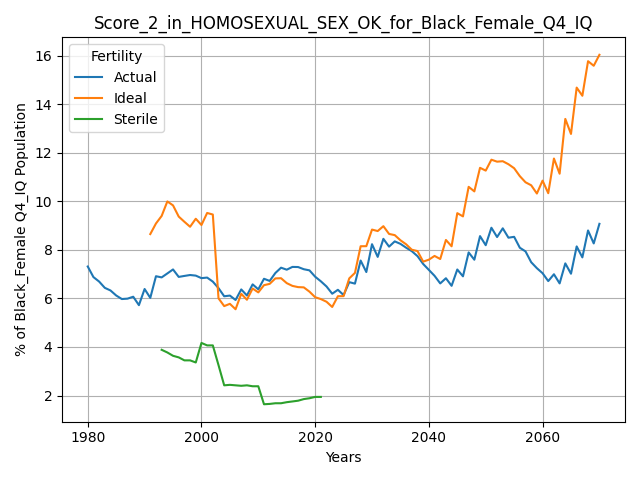 Score_2_in_HOMOSEXUAL_SEX_OK_for_Black_Female_Q4_IQ
Fertility
Actual
Ideal
Sterile
% of Black_Female Q4_IQ Population
16
14
12
10
8
6
4
2
1980
2000
2020
2040
2060
Years